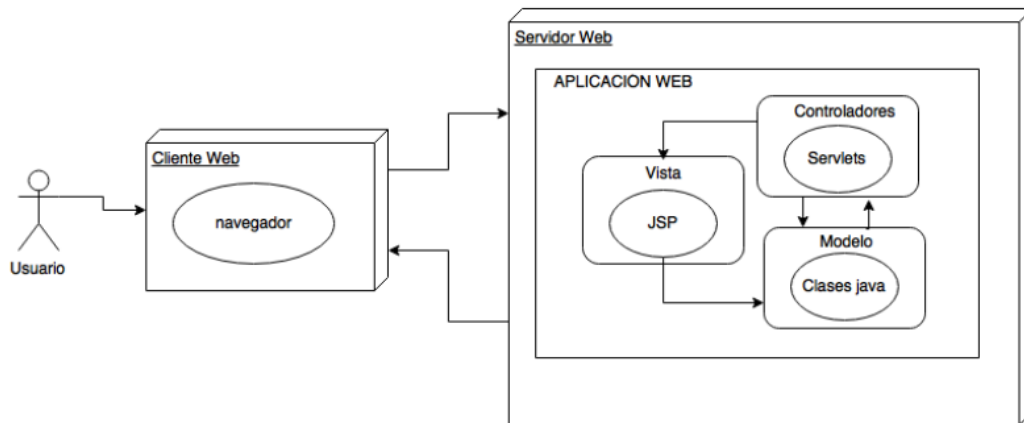 Servidor Web
APLICACION WEB
Controladores
Servlets
Vista
JSP
Modelo
Clases java
Cliente Web
navegador
Usuario